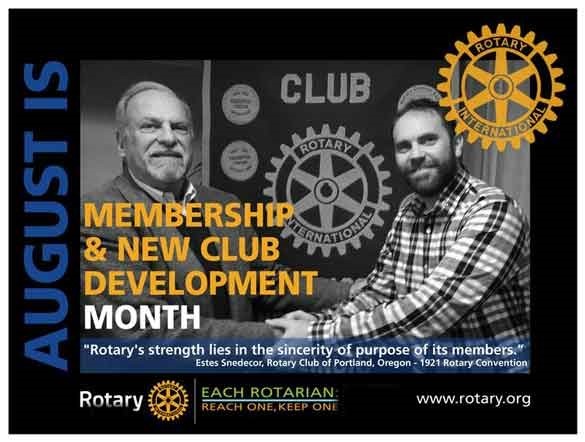 AUGUST IS
CLUB
ROTARY
INTERNATIONAL
ROTARY
INTERNATIONAL
MEMBERSHIP
& NEW CLUB
DEVELOPMENT
MONTH
"Rotary's strength lies in the sincerity of purpose of its members."
Estes Snedecor, Rotary Club of Portland, Oregon - 1921 Rotary Convention
Rotary
EACH ROTARIAN:
REACH ONE, KEEP ONE
www.rotary.org